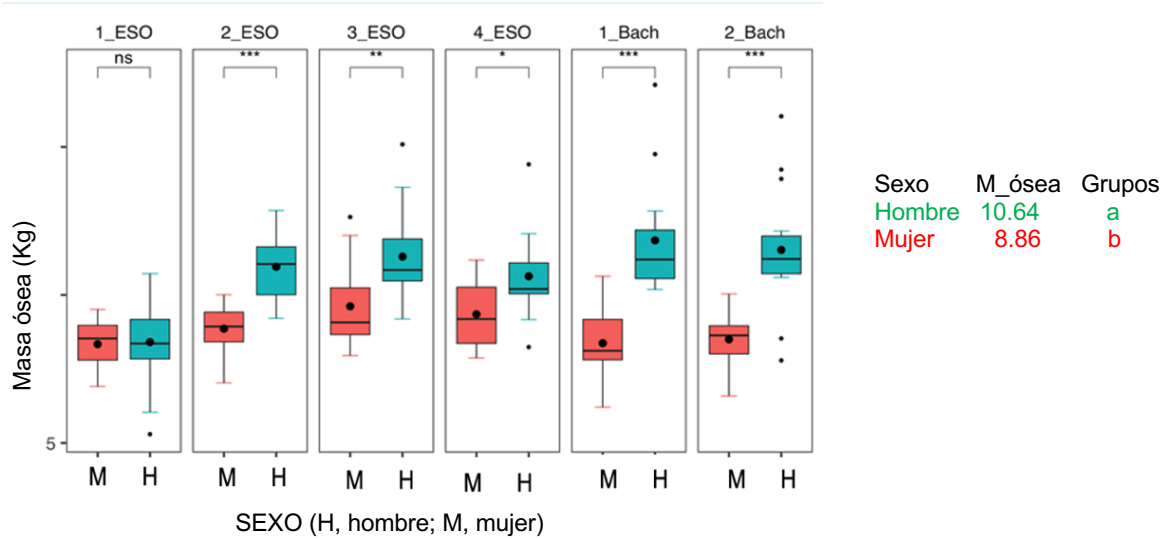 1_ESO 2_ESO 3_ESO 4_ESO 1_Bach 2_Bach
ns *** ** * *** ***
Masa ósea (Kg)
5
M H M H M H M H M H M H
SEXO (H, hombre; M, mujer)
Sexo M_ósea Grupos
Hombre 10.64 a
Mujer 8.86 b